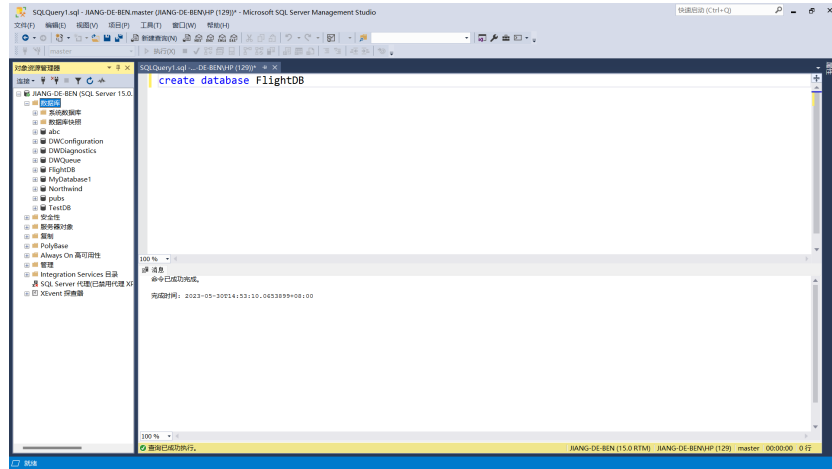 SQLQuery1.sql - JIANG-DE-BEN.master (JIANG-DE-BEN\HP (129))* - Microsoft SQL Server Management Studio
快速启动 (Ctrl+Q)
文件(F) 编辑(E) 视图(V) 项目(P) 工具(T) 窗口(W) 帮助(H)
新建查询(N)
master
执行(X)
对象资源管理器
SQLQuery1.sql -...-DE-BEN\HP (129))*
连接
create database FlightDB
JIANG-DE-BEN (SQL Server 15.0.
数据库
系统数据库
数据库快照
abc
DWConfiguration
DWDiagnostics
DWQueue
FlightDB
MyDatabase1
Northwind
pubs
TestDB
安全性
服务器对象
复制
PolyBase
Always On 高可用性
管理
Integration Services 目录
SQL Server 代理(已禁用代理 XP
XEvent 探查器
100 %
消息
命令已成功完成。
完成时间: 2023-05-30T14:53:10.0653899+08:00
100 %
查询已成功执行。
JIANG-DE-BEN (15.0 RTM) JIANG-DE-BEN\HP (129) master 00:00:00 0 行
就绪